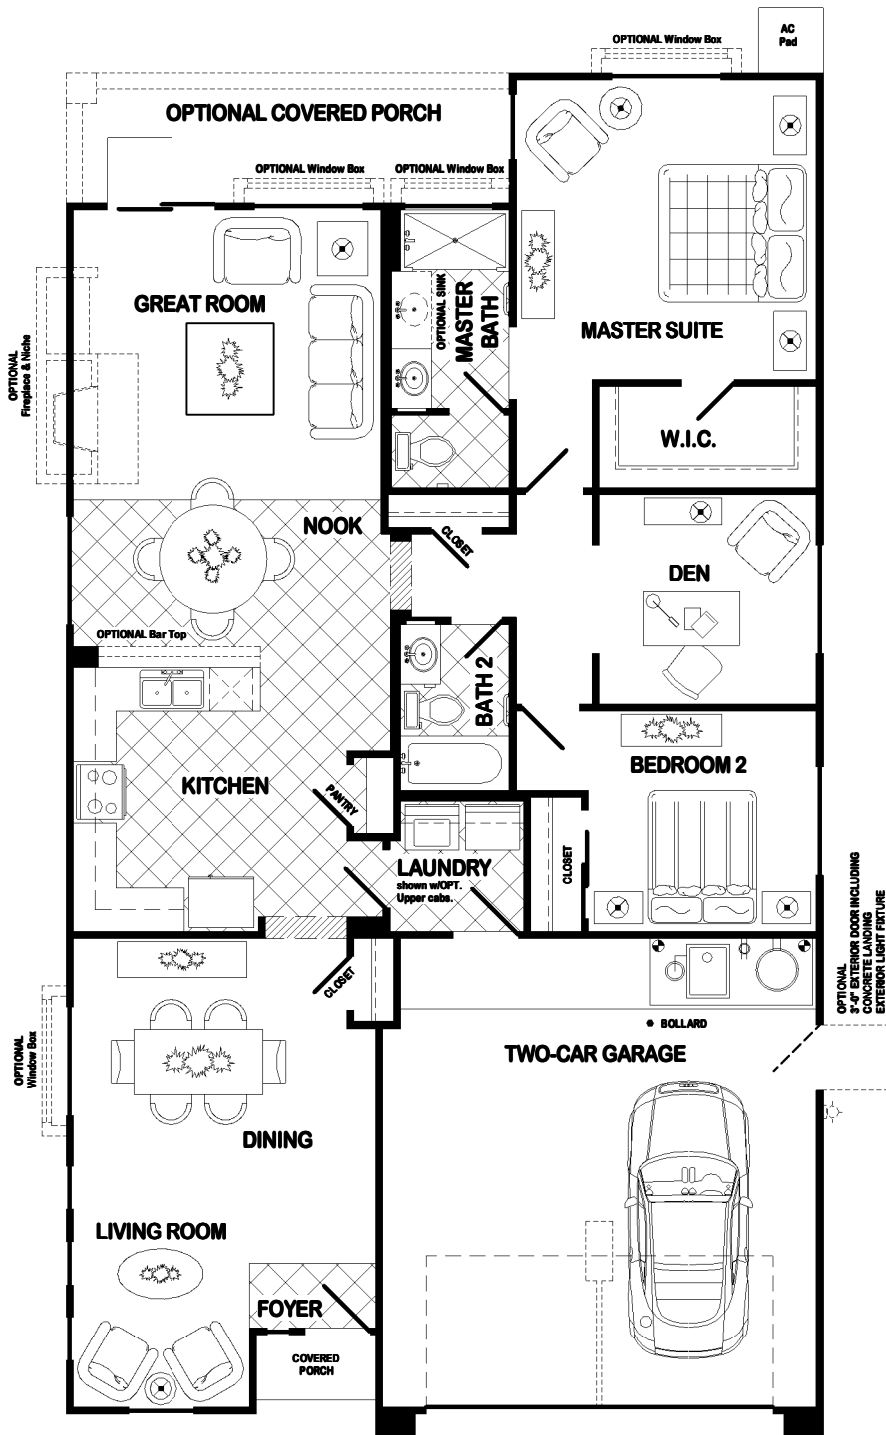 AC
Pad
OPTIONAL Window Box
OPTIONAL COVERED PORCH
OPTIONAL Window Box
OPTIONAL Window Box
GREAT ROOM
OPTIONAL SINK
MASTER
BATH
MASTER SUITE
OPTIONAL
Fireplace & Niche
W.I.C.
NOOK
CLOSET
DEN
OPTIONAL Bar Top
BATH 2
BEDROOM 2
KITCHEN
PANTRY
LAUNDRY
shown w/OPT.
Upper cabs.
CLOSET
OPTIONAL
3'-0" EXTERIOR DOOR INCLUDING
CONCRETE LANDING
EXTERIOR LIGHT FIXTURE
CLOSET
BOLLARD
TWO-CAR GARAGE
OPTIONAL
Window Box
DINING
LIVING ROOM
FOYER
COVERED
PORCH